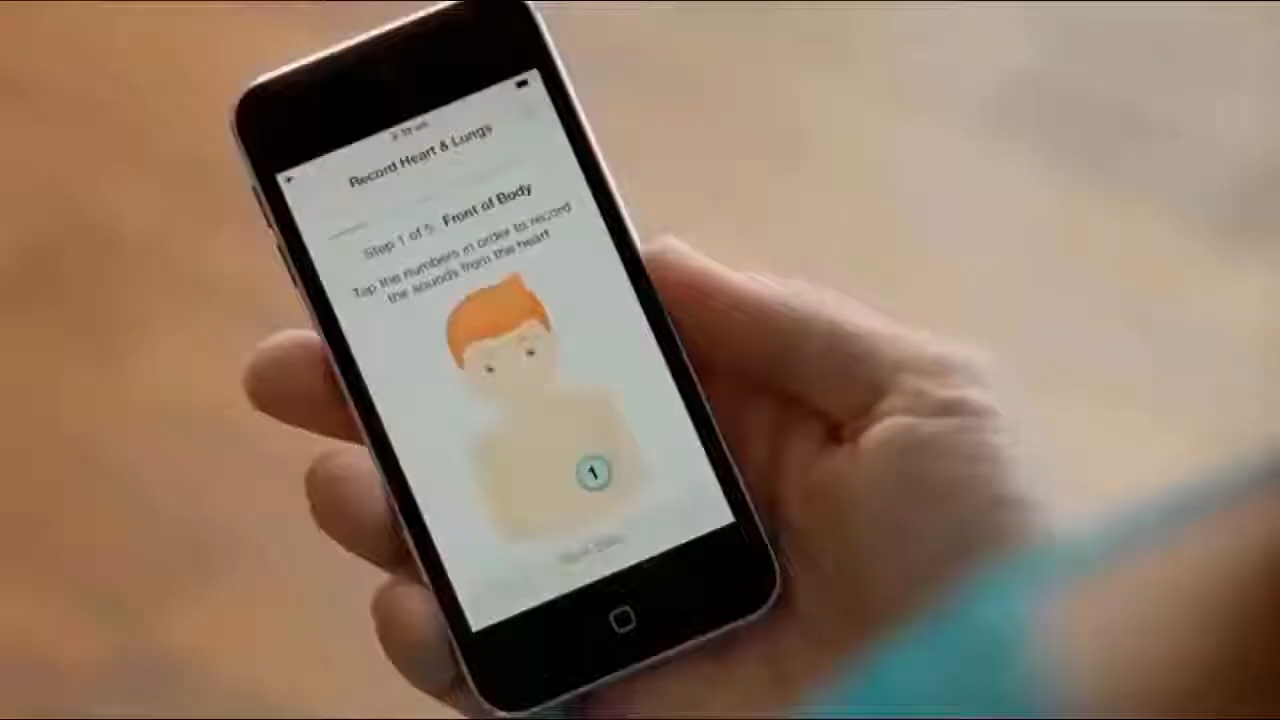 Record Heart & Lungs
Step 1 of 5: Front of Body
Tap the numbers in order to record
the sounds from the heart
1